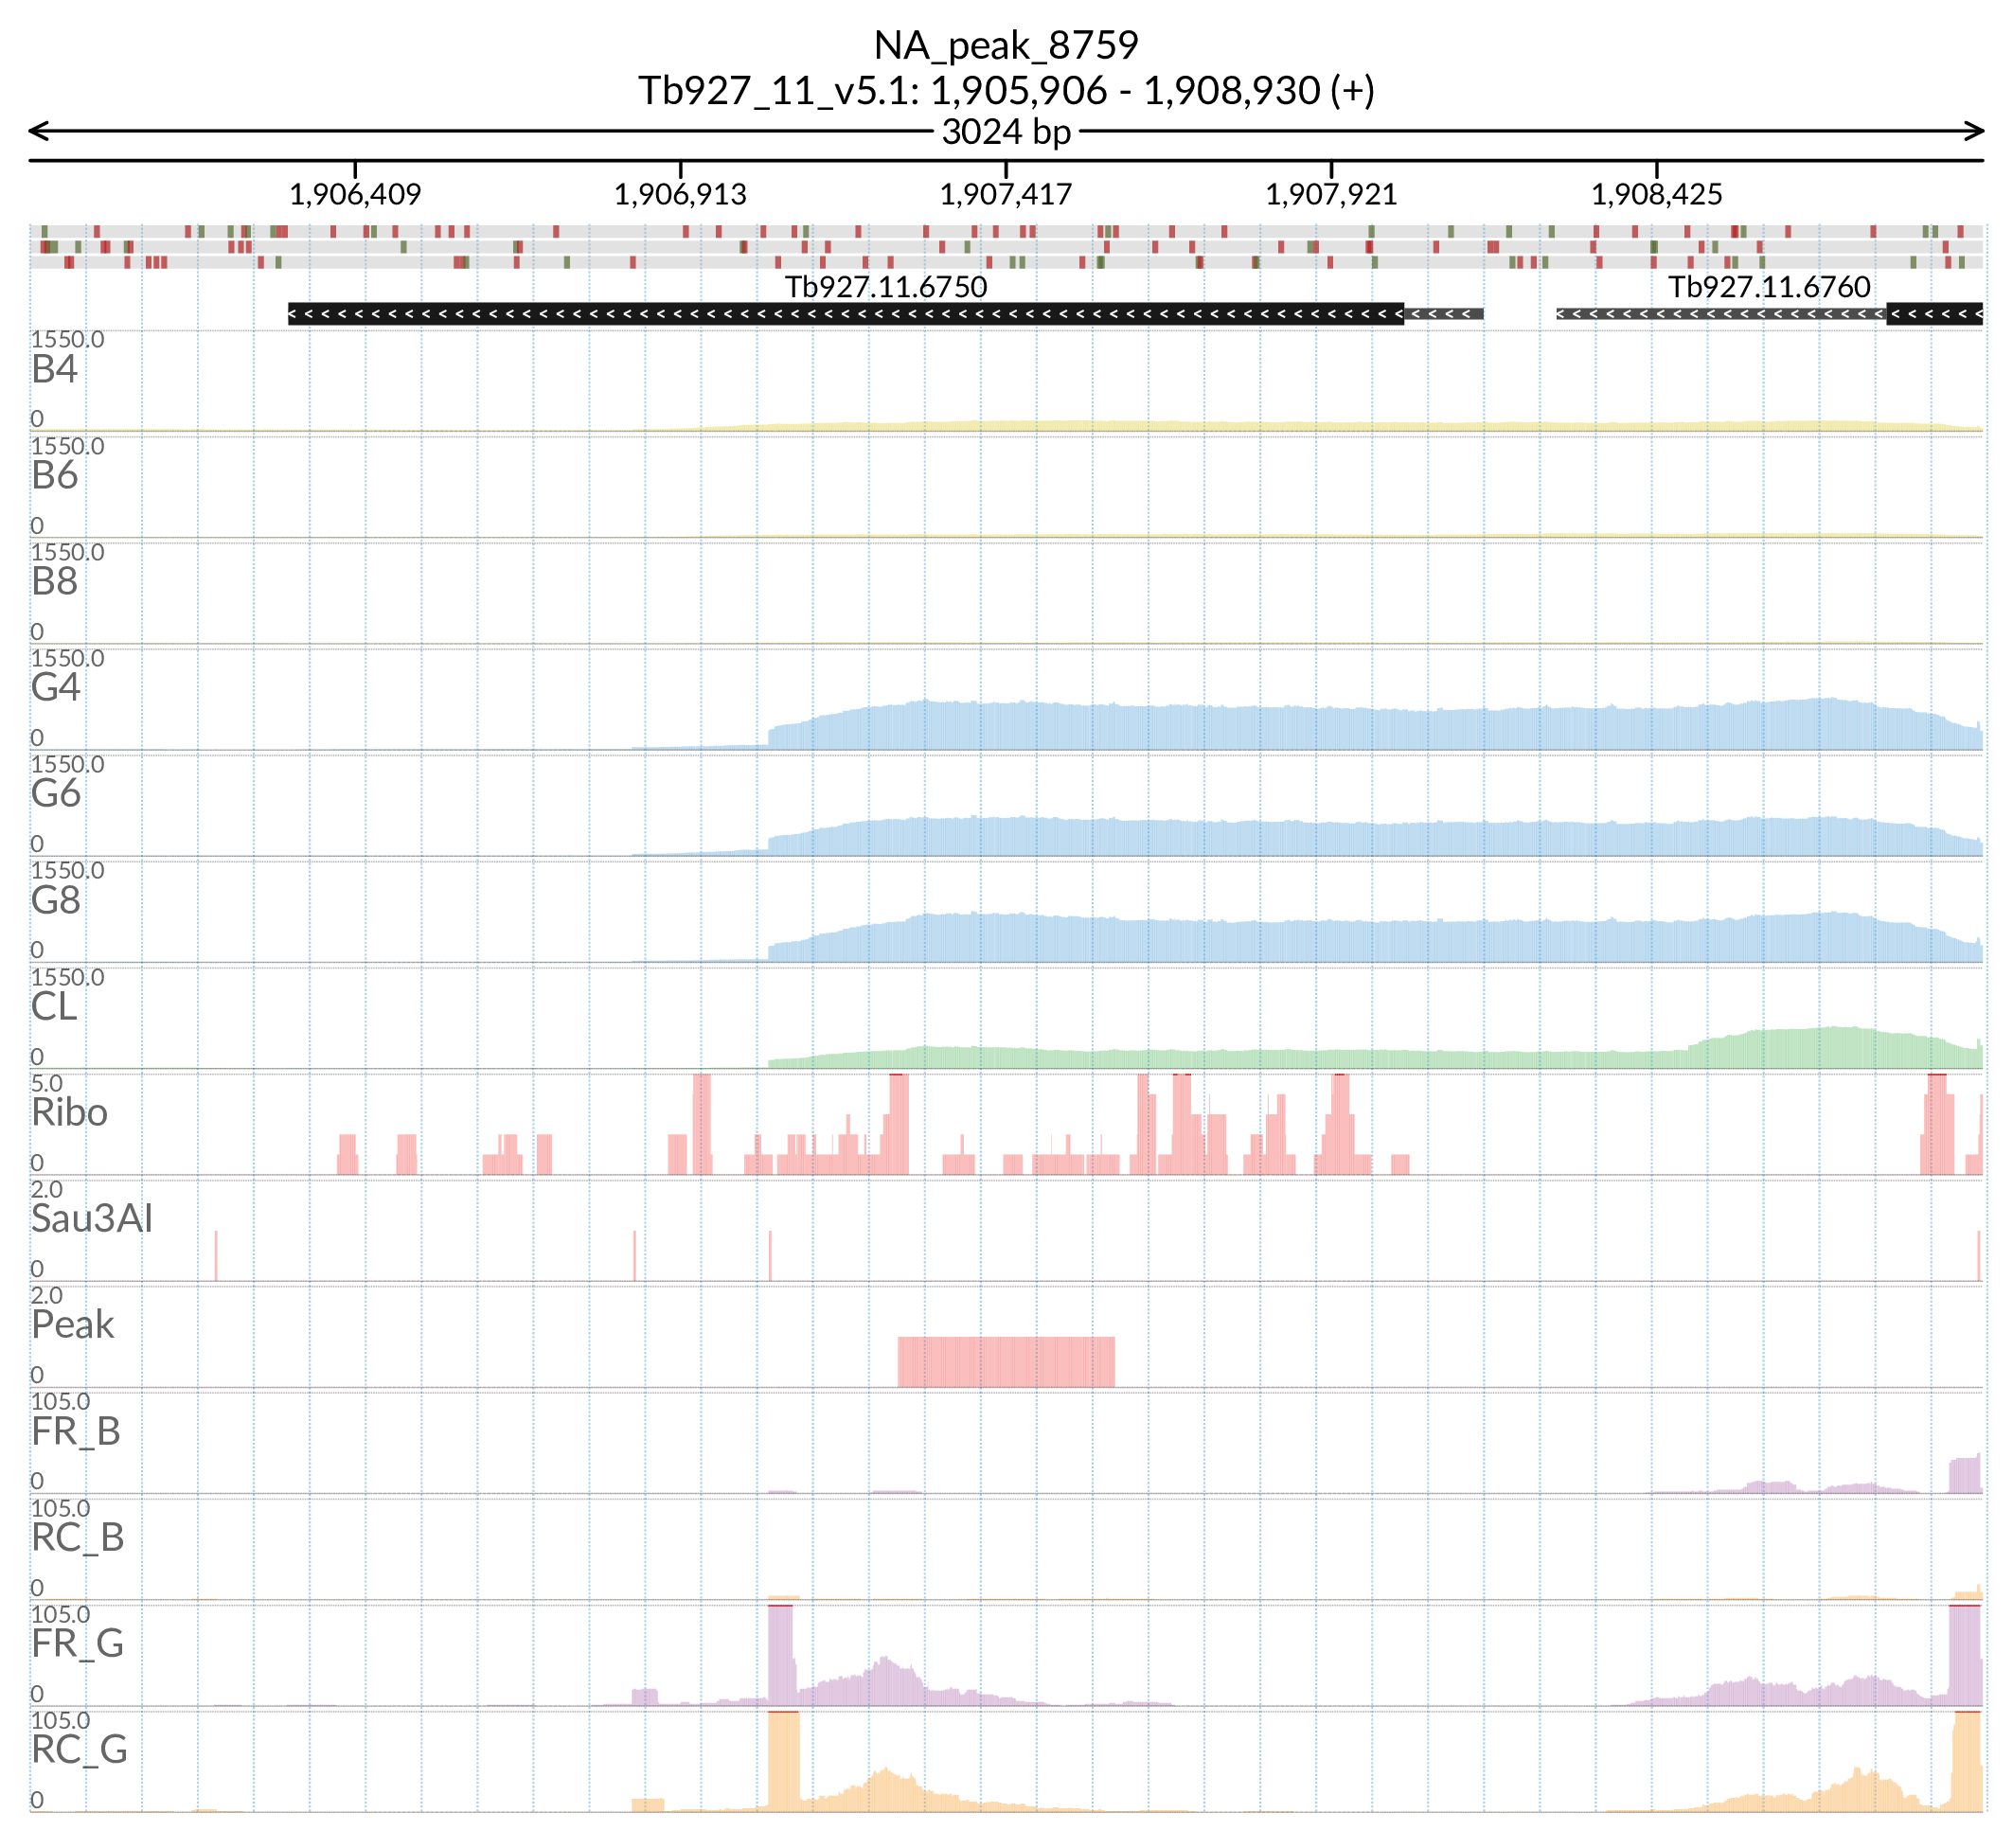 NA_peak_8759
Tb927_11_v5.1: 1,905,906 - 1,908,930 (+)
3024 bp
1,906,409 1,906,913 1,907,417 1,907,921 1,908,425
Tb927.11.6750 Tb927.11.6760
1550.0
B4
0
1550.0
B6
0
1550.0
B8
0
1550.0
G4
0
1550.0
G6
0
1550.0
G8
0
1550.0
CL
0
5.0
Ribo
0
2.0
Sau3AI
0
2.0
Peak
0
105.0
FR_B
0
105.0
RC_B
0
105.0
FR_G
0
105.0
RC_G
0